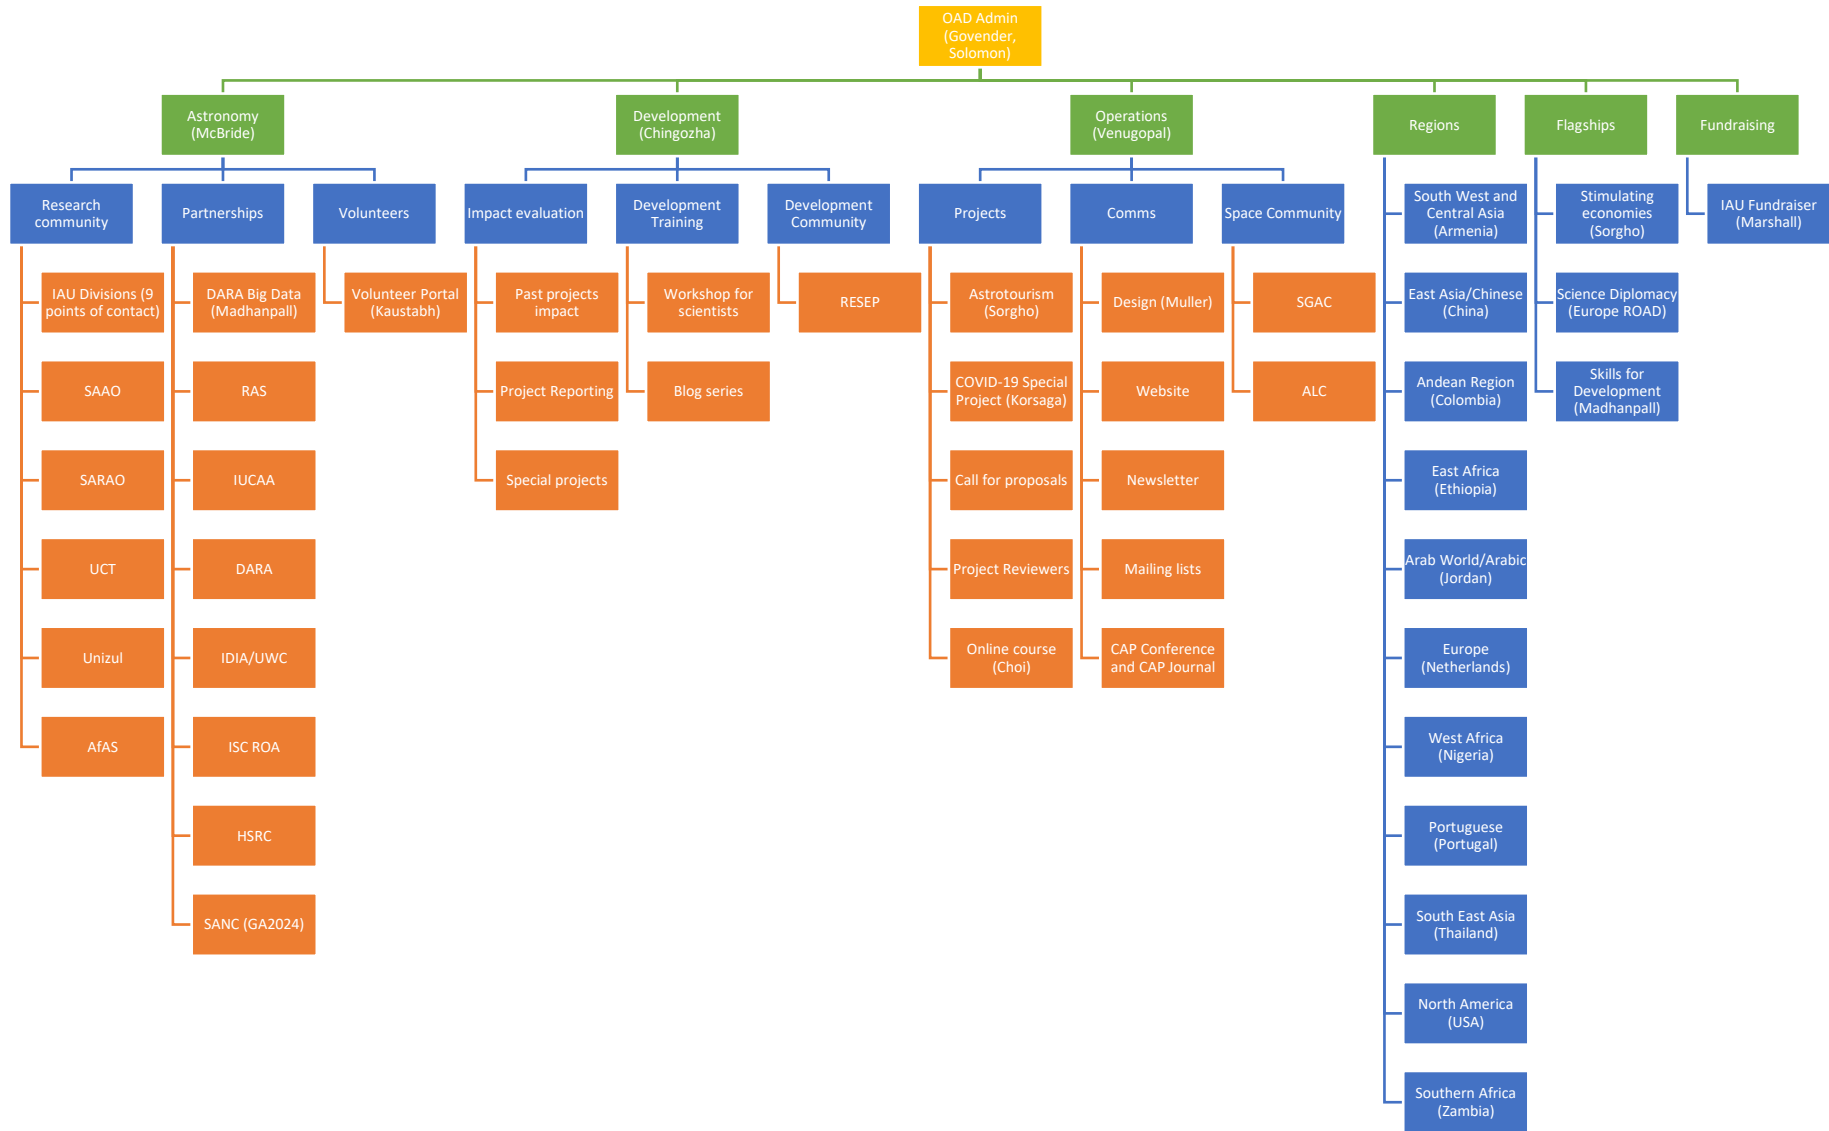 OAD Admin
(Govender,
Solomon)
Astronomy
(McBride)
Development
(Chingozha)
Operations
(Venugopal)
Regions
Flagships
Fundraising
Research
community
Partnerships
Volunteers
Impact evaluation
Development
Training
Development
Community
Projects
Comms
Space Community
South West and
Central Asia
(Armenia)
Stimulating
economies
(Sorgho)
IAU Fundraiser
(Marshall)
IAU Divisions (9
points of contact)
DARA Big Data
(Madhanpall)
Volunteer Portal
(Kaustabh)
Past projects
impact
Workshop for
scientists
RESEP
Astrotourism
(Sorgho)
Design (Muller)
SGAC
East Asia/Chinese
(China)
Science Diplomacy
(Europe ROAD)
SAAO
RAS
Project Reporting
Blog series
COVID-19 Special
Project (Korsaga)
Website
ALC
Andean Region
(Colombia)
Skills for
Development
(Madhanpall)
SARAO
IUCAA
Special projects
Call for proposals
Newsletter
East Africa
(Ethiopia)
UCT
DARA
Project Reviewers
Mailing lists
Arab World/Arabic
(Jordan)
Unizul
IDIA/UWC
Online course
(Choi)
CAP Conference
and CAP Journal
Europe
(Netherlands)
AfAS
ISC ROA
West Africa
(Nigeria)
HSRC
Portuguese
(Portugal)
SANC (GA2024)
South East Asia
(Thailand)
North America
(USA)
Southern Africa
(Zambia)